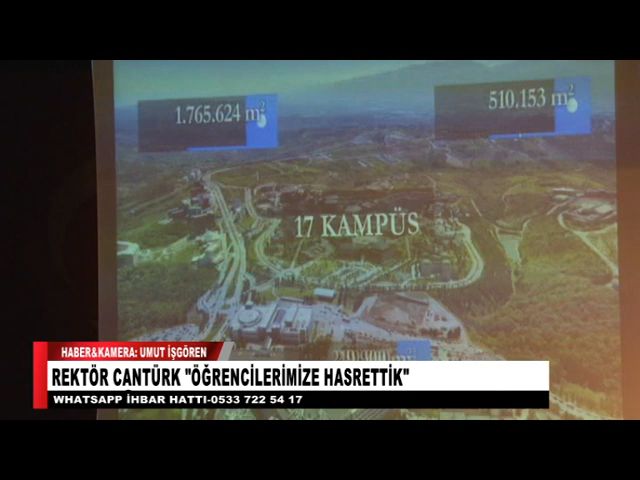 1.765.624 m²
510.153 m²
17 KAMPÜS
HABER&KAMERA: UMUT İŞGÖREN
REKTÖR CANTÜRK "ÖĞRENCİLERİMİZE HASRETTİK"
WHATSAPP İHBAR HATTI-0533 722 54 17